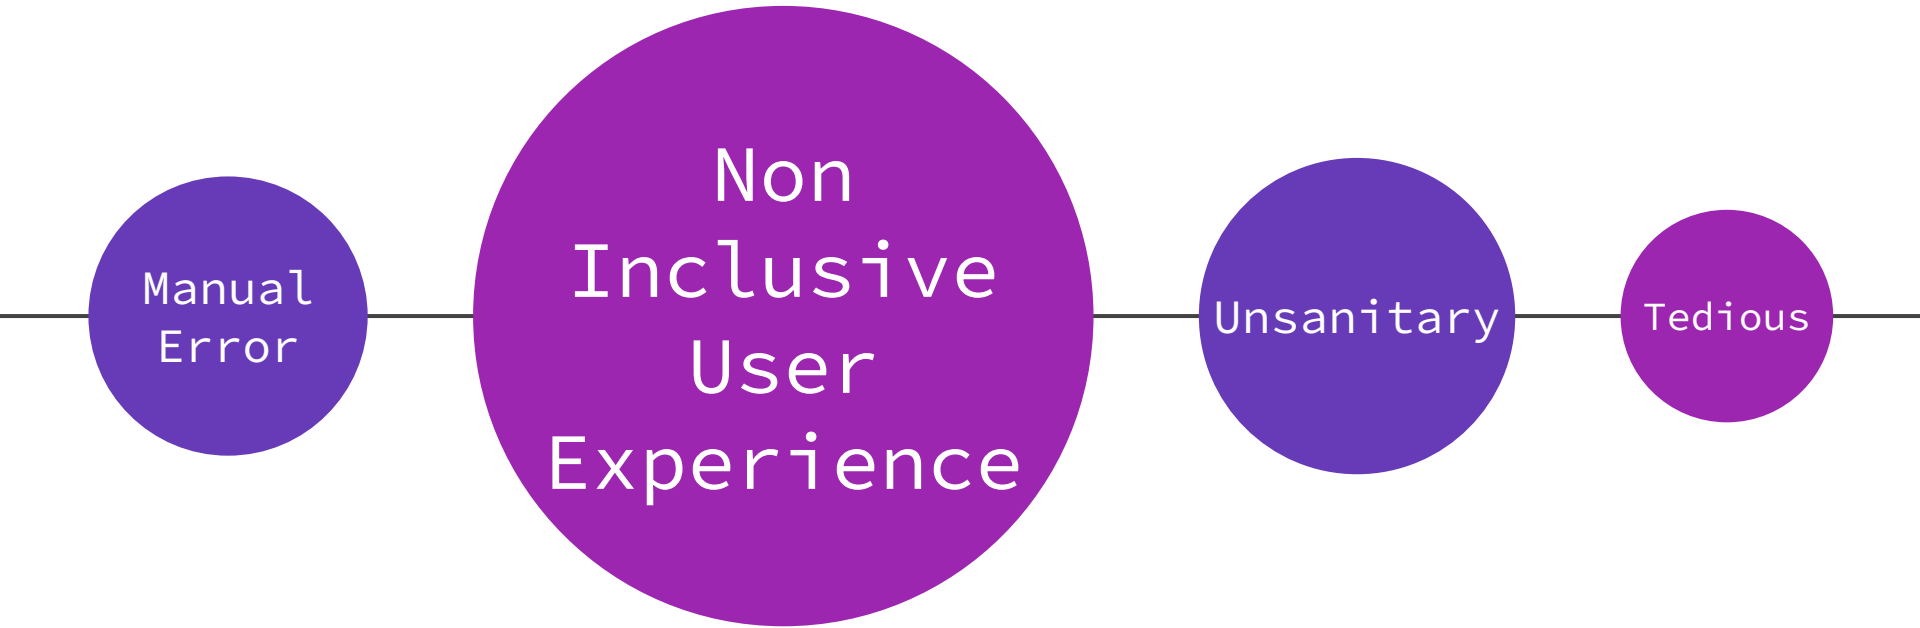 Manual
Error
Non
Inclusive
User
Experience
Unsanitary
Tedious